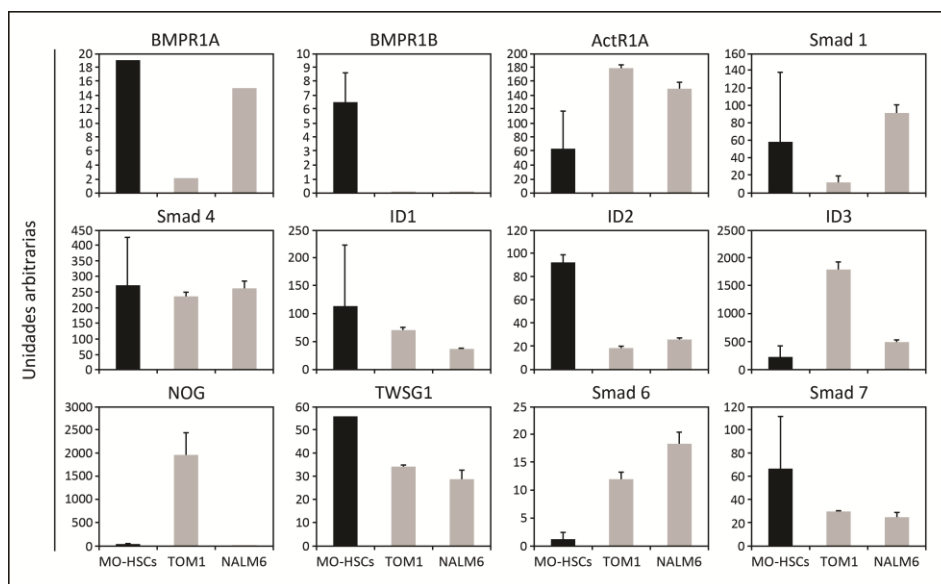 BMPR1A BMPR1B ActR1A Smad 1
20 18 16 14 12 10 8 6 4 2 0
10 9 8 7 6 5 4 3 2 1 0
200 180 160 140 120 100 80 60 40 20 0
160 140 120 100 80 60 40 20 0
Unidades arbitrarias
Smad 4 ID1 ID2 ID3
450 400 350 300 250 200 150 100 50 0
250 200 150 100 50 0
100 80 60 40 20 0
2500 2000 1500 1000 500 0
NOG TWSG1 Smad 6 Smad 7
3000 2500 2000 1500 1000 500 0
60 50 40 30 20 10 0
25 20 15 10 5 0
120 100 80 60 40 20 0
MO-HSCs TOM1 NALM6 MO-HSCs TOM1 NALM6 MO-HSCs TOM1 NALM6 MO-HSCs TOM1 NALM6